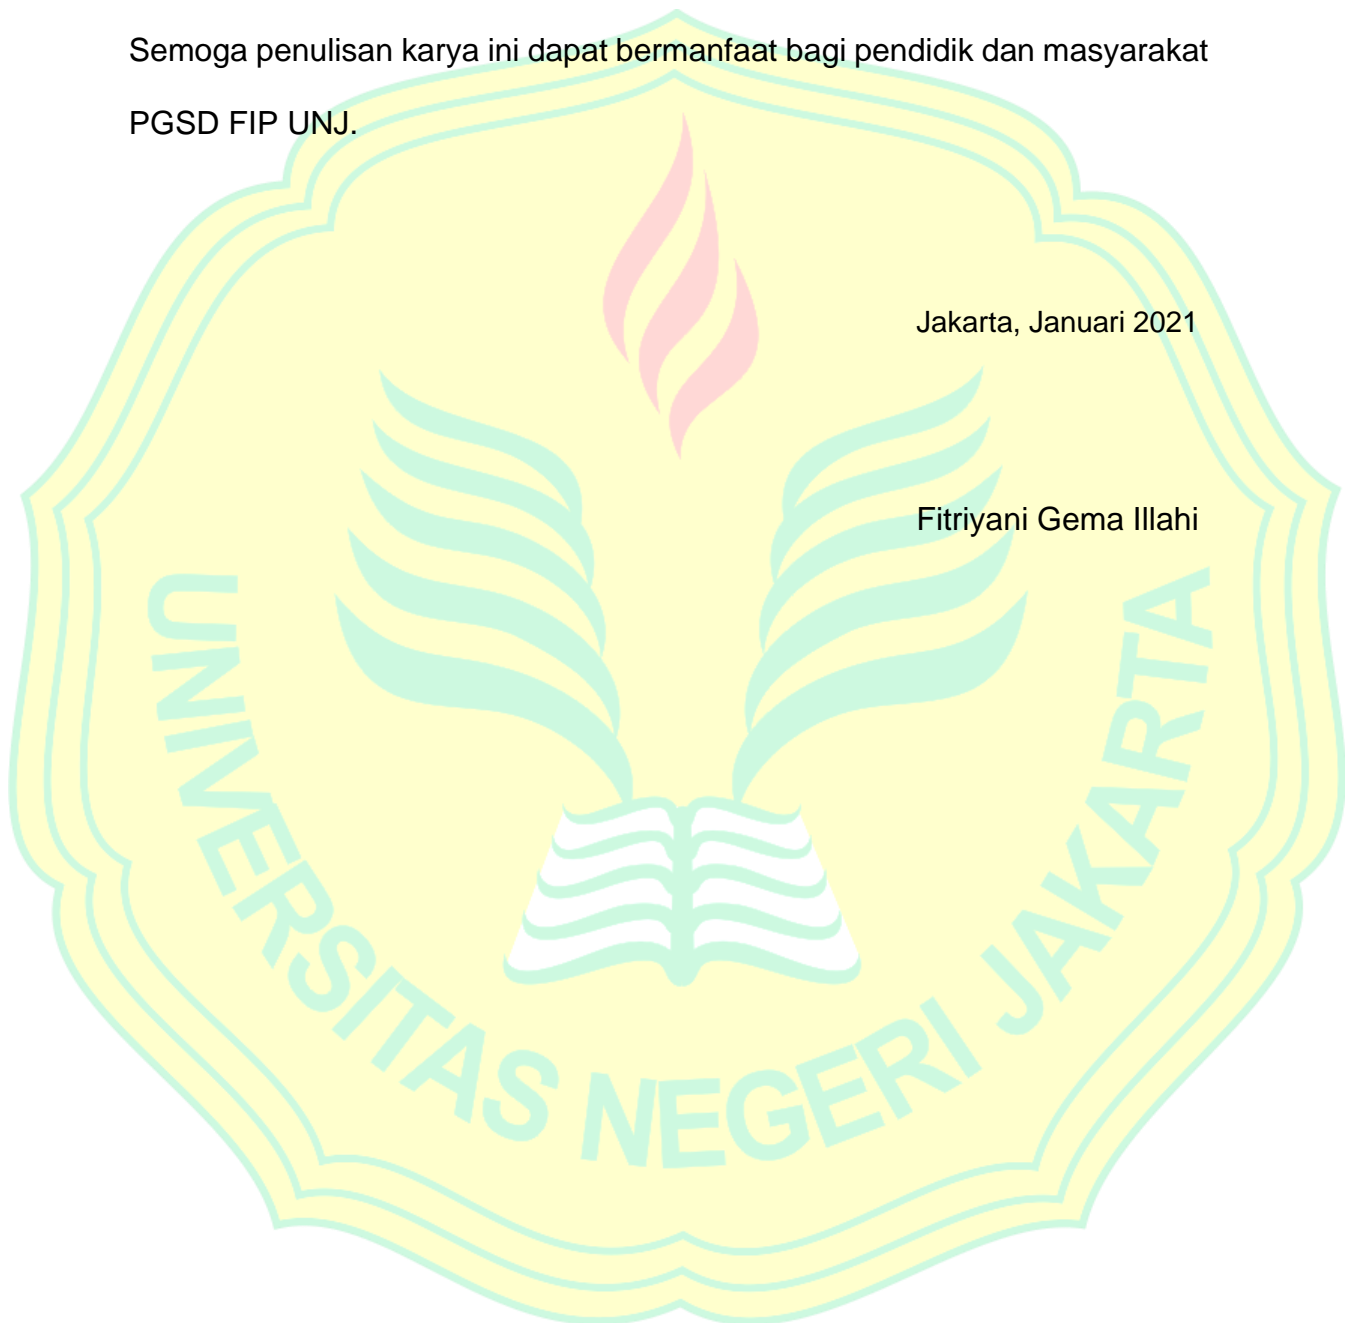 Semoga penulisan karya ini dapat bermanfaat bagi pendidik dan masyarakat
PGSD FIP UNJ.
Jakarta, Januari 2021
Fitriyani Gema Illahi
UNIVERSITAS NEGERI JAKARTA